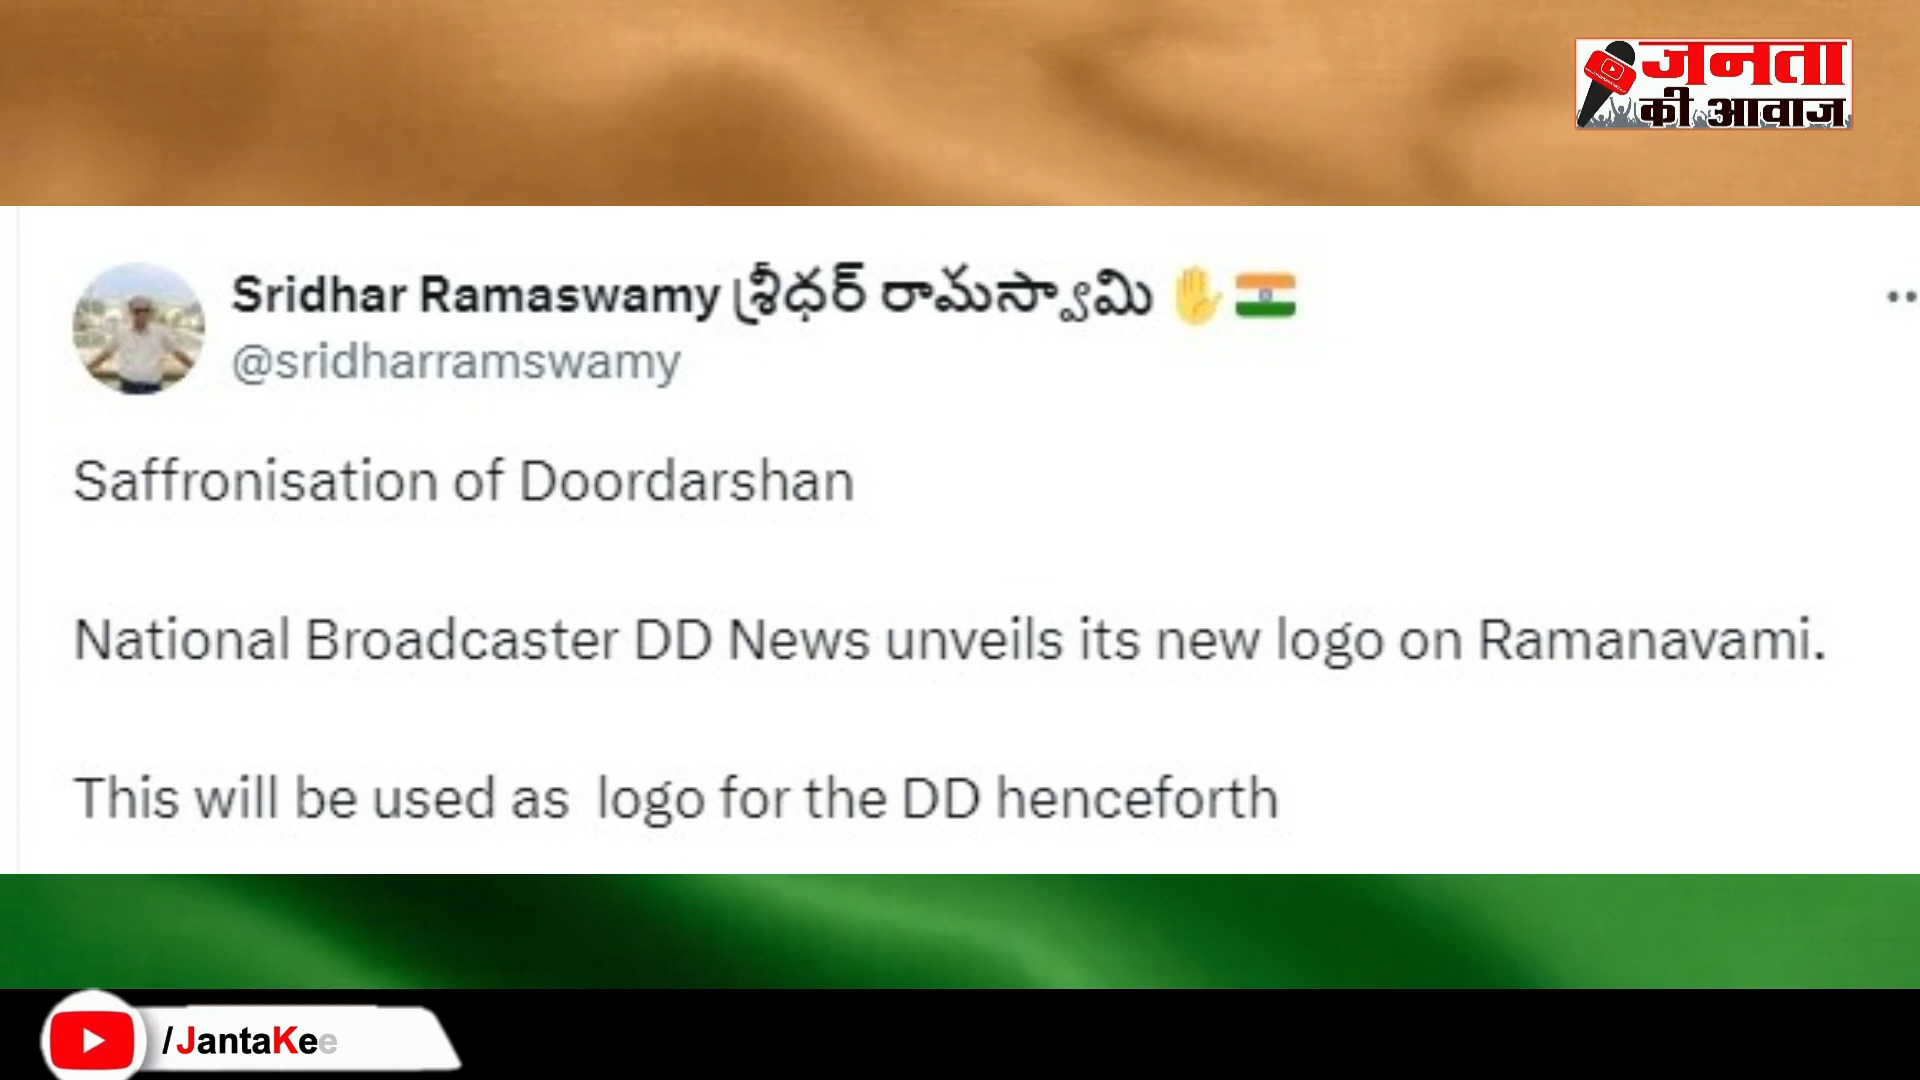 जनता
की आवाज
Sridhar Ramaswamy శ్రీధర్ రామస్వామి ✋🇮🇳
@sridharramswamy
Saffronisation of Doordarshan
National Broadcaster DD News unveils its new logo on Ramanavami.
This will be used as logo for the DD henceforth
/JantaKee